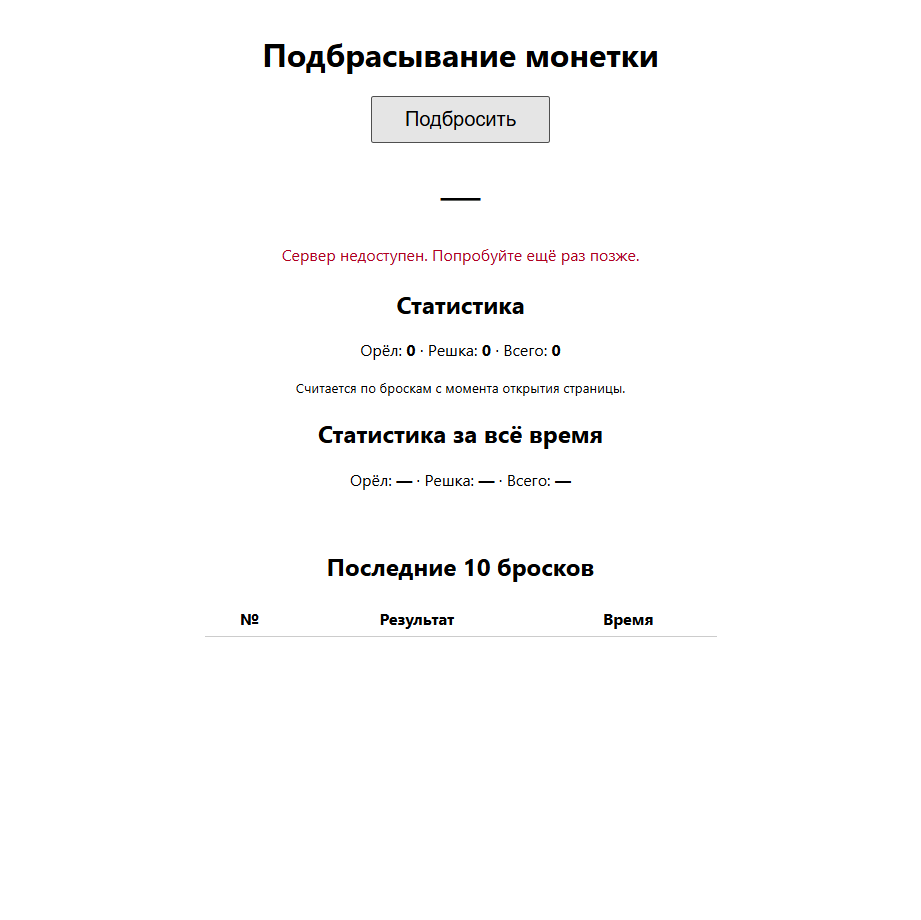 Подбрасывание монетки
Подбросить
—
Сервер недоступен. Попробуйте ещё раз позже.
Статистика
Орёл: 0 · Решка: 0 · Всего: 0
Считается по броскам с момента открытия страницы.
Статистика за всё время
Орёл: — · Решка: — · Всего: —
Последние 10 бросков
№ Результат Время